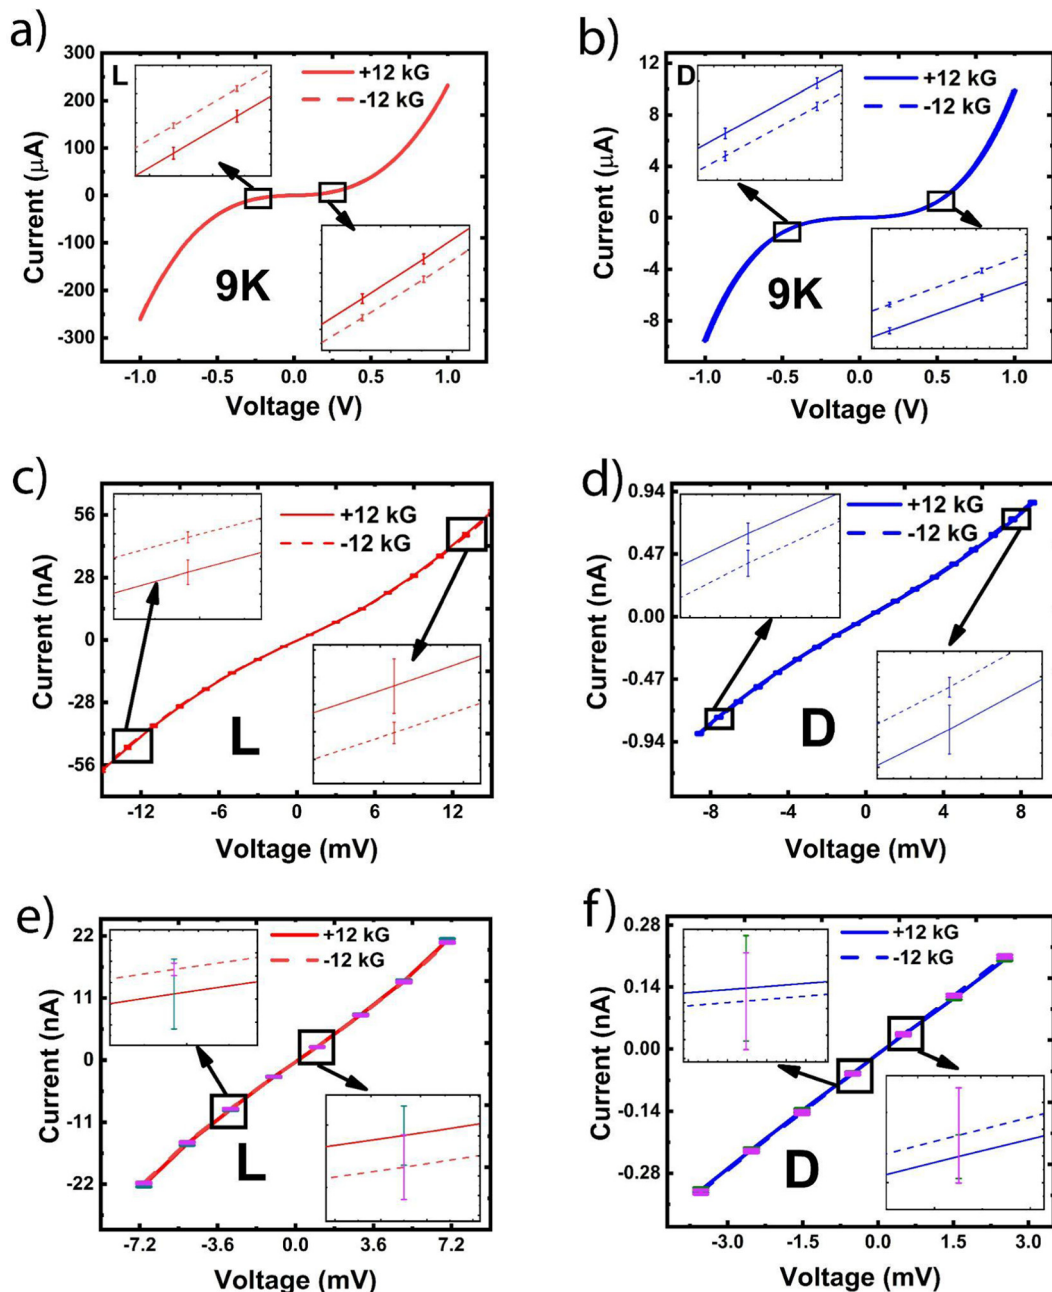 a)
L
+12 kG
-12 kG
300
200
100
0
-100
-200
-300
Current (μA)
9K
-1.0 -0.5 0.0 0.5 1.0
Voltage (V)
b)
D
+12 kG
-12 kG
12
8
4
0
-4
-8
Current (μA)
9K
-1.0 -0.5 0.0 0.5 1.0
Voltage (V)
c)
+12 kG
-12 kG
56
28
0
-28
-56
Current (nA)
L
-12 -6 0 6 12
Voltage (mV)
d)
+12 kG
-12 kG
0.94
0.47
0.00
-0.47
-0.94
Current (nA)
D
-8 -4 0 4 8
Voltage (mV)
e)
+12 kG
-12 kG
22
11
0
-11
-22
Current (nA)
L
-7.2 -3.6 0.0 3.6 7.2
Voltage (mV)
f)
+12 kG
-12 kG
0.28
0.14
0.00
-0.14
-0.28
Current (nA)
D
-3.0 -1.5 0.0 1.5 3.0
Voltage (mV)